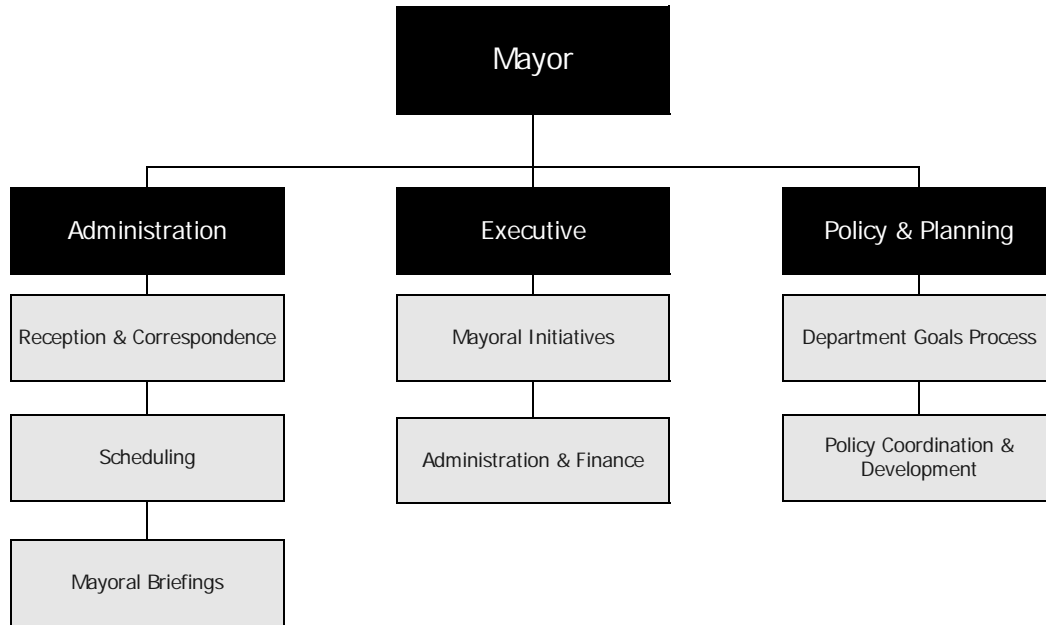 Mayor
Administration
Executive
Policy & Planning
Reception & Correspondence
Mayoral Initiatives
Department Goals Process
Scheduling
Administration & Finance
Policy Coordination &
Development
Mayoral Briefings